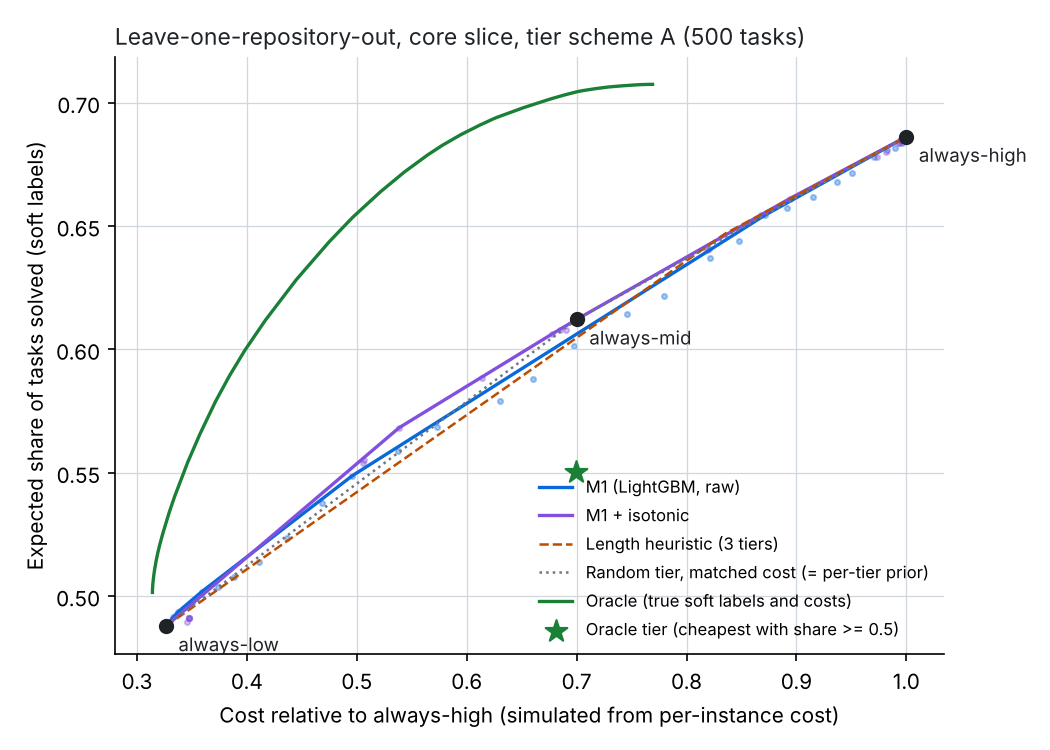 Leave-one-repository-out, core slice, tier scheme A (500 tasks)
Expected share of tasks solved (soft labels)
0.70
0.65
0.60
0.55
0.50
always-high
always-mid
always-low
M1 (LightGBM, raw)
M1 + isotonic
Length heuristic (3 tiers)
Random tier, matched cost (= per-tier prior)
Oracle (true soft labels and costs)
Oracle tier (cheapest with share >= 0.5)
0.3 0.4 0.5 0.6 0.7 0.8 0.9 1.0
Cost relative to always-high (simulated from per-instance cost)